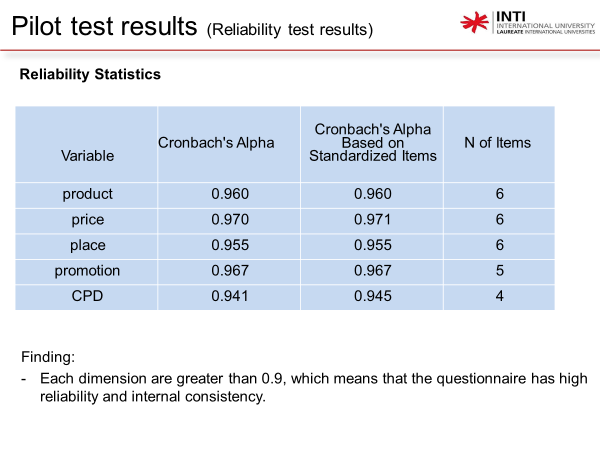 Pilot test results (Reliability test results)
INTI
INTERNATIONAL UNIVERSITY
LAUREATE INTERNATIONAL UNIVERSITIES
Reliability Statistics
Variable Cronbach's Alpha Cronbach's Alpha Based on Standardized Items N of Items
product 0.960 0.960 6
price 0.970 0.971 6
place 0.955 0.955 6
promotion 0.967 0.967 5
CPD 0.941 0.945 4
Finding:
- Each dimension are greater than 0.9, which means that the questionnaire has high
reliability and internal consistency.